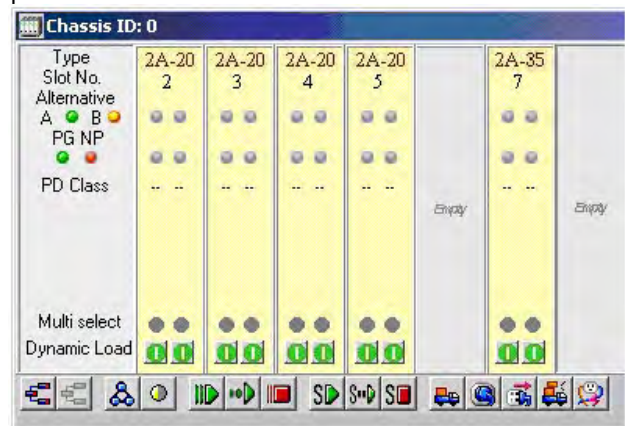 Chassis ID: 0
Type 2A-20 2A-20 2A-20 2A-20 2A-35
Slot No. 2 3 4 5 7
Alternative
A B
PG NP
PD Class -- -- -- -- -- -- -- -- -- --
Empty Empty
Multi select
Dynamic Load
S S S